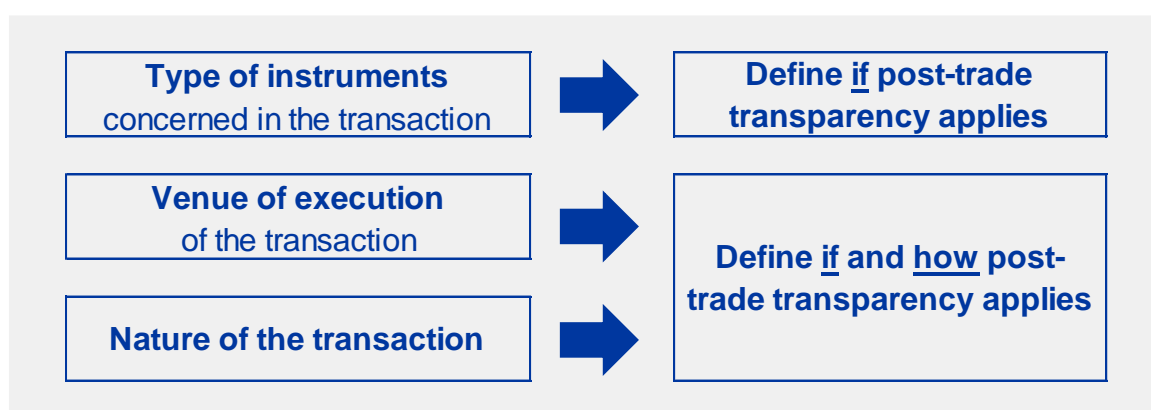 Type of instruments
concerned in the transaction
Define if post-trade
transparency applies
Venue of execution
of the transaction
Define if and how post-
trade transparency applies
Nature of the transaction